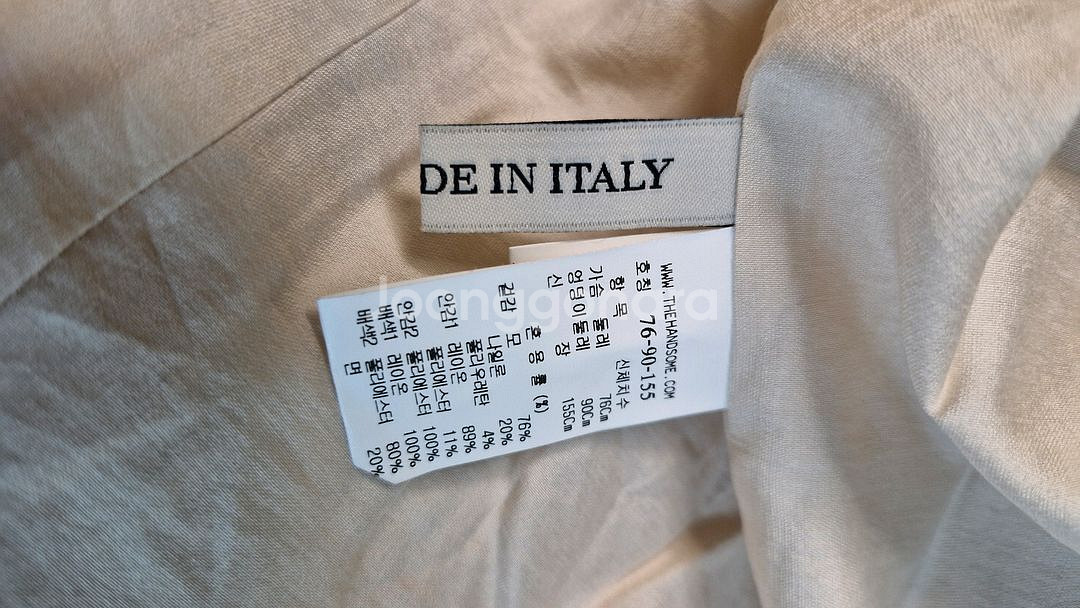 DE IN ITALY
WWW.THEHANDSOME.COM
호칭 76-90-155
항 목 신체치수
가슴 둘레 76Cm
엉덩이둘레 90Cm
신 장 155Cm
혼 용 률 (%)
겉감 모 76%
나일론 20%
폴리우레탄 4%
안감1 레이온 89%
폴리에스터 11%
안감2 폴리에스터 100%
배색1 레이온 100%
배색2 폴리에스터 80%
면 20%
joonggonara